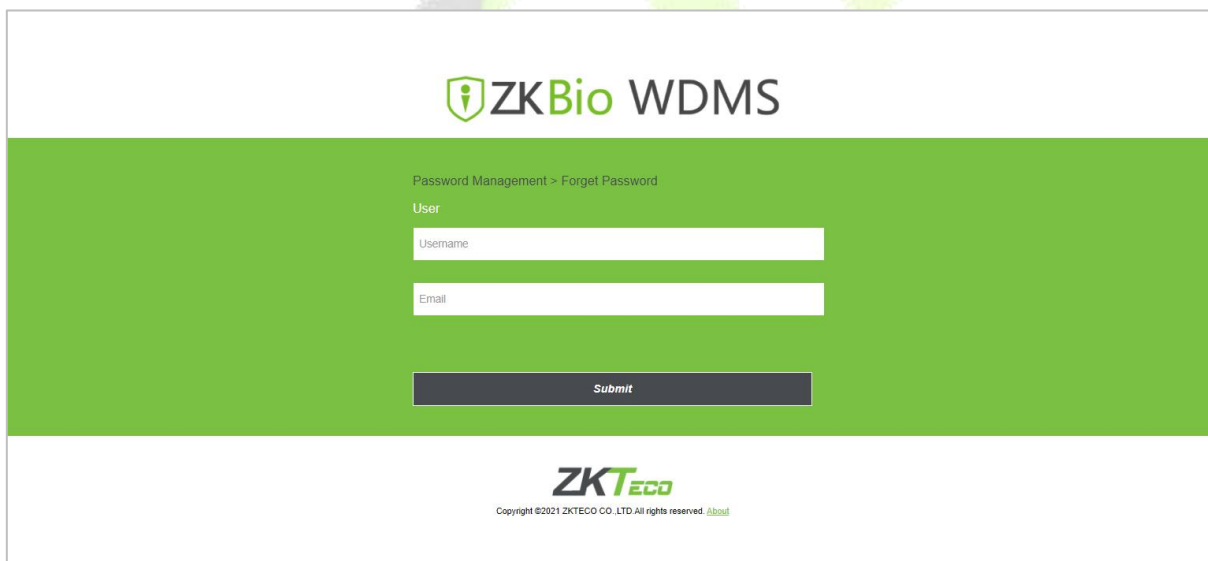 ZKBio WDMS
Password Management > Forget Password
User
Username
Email
Submit
ZKTECO
Copyright ©2021 ZKTECO CO.,LTD.All rights reserved. About